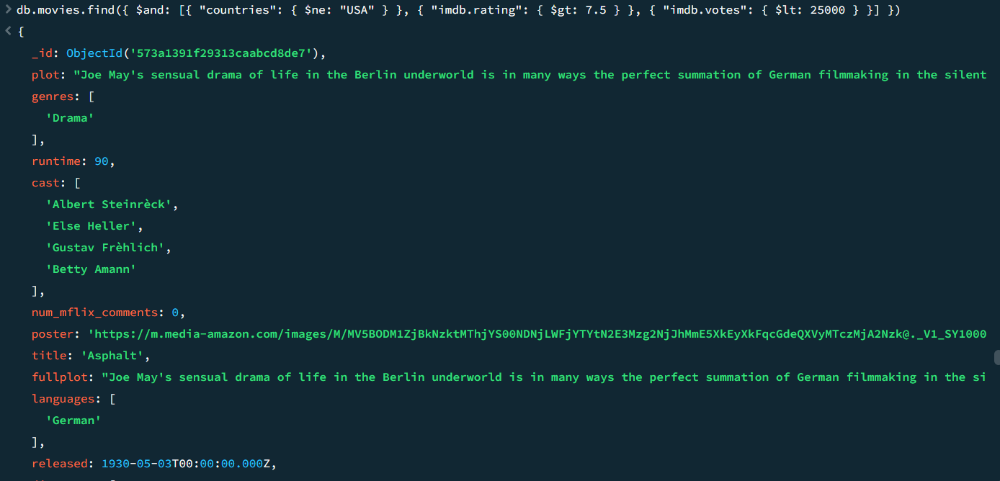 > db.movies.find({ $and: [{ "countries": { $ne: "USA" } }, { "imdb.rating": { $gt: 7.5 } }, { "imdb.votes": { $lt: 25000 } }] })
< {
_id: ObjectId('573a1391f29313caabcd8de7'),
plot: "Joe May's sensual drama of life in the Berlin underworld is in many ways the perfect summation of German filmmaking in the silent
genres: [
'Drama'
],
runtime: 90,
cast: [
'Albert Steinrèck',
'Else Heller',
'Gustav Frèhlich',
'Betty Amann'
],
num_mflix_comments: 0,
poster: 'https://m.media-amazon.com/images/M/MV5BODM1ZjBkNzktMThjYS00NDNjLWFjYTYtN2E3Mzg2NjJhMmE5XkEyXkFqcGdeQXVyMTczMjA2Nzk@._V1_SY1000
title: 'Asphalt',
fullplot: "Joe May's sensual drama of life in the Berlin underworld is in many ways the perfect summation of German filmmaking in the si
languages: [
'German'
],
released: 1930-05-03T00:00:00.000Z,